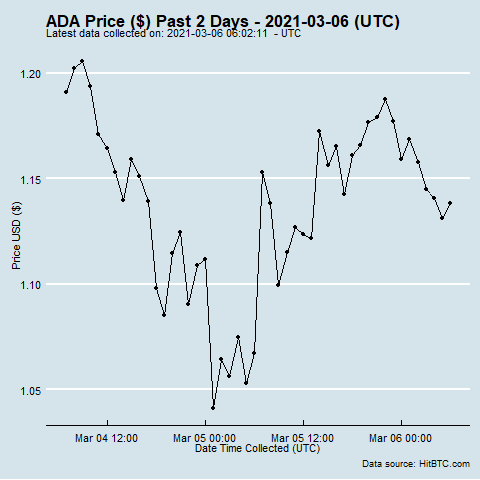 ADA Price ($) Past 2 Days - 2021-03-06 (UTC)
Latest data collected on: 2021-03-06 06:02:11 - UTC
1.20
1.15
1.10
1.05
Price USD ($)
Mar 04 12:00 Mar 05 00:00 Mar 05 12:00 Mar 06 00:00
Date Time Collected (UTC)
Data source: HitBTC.com